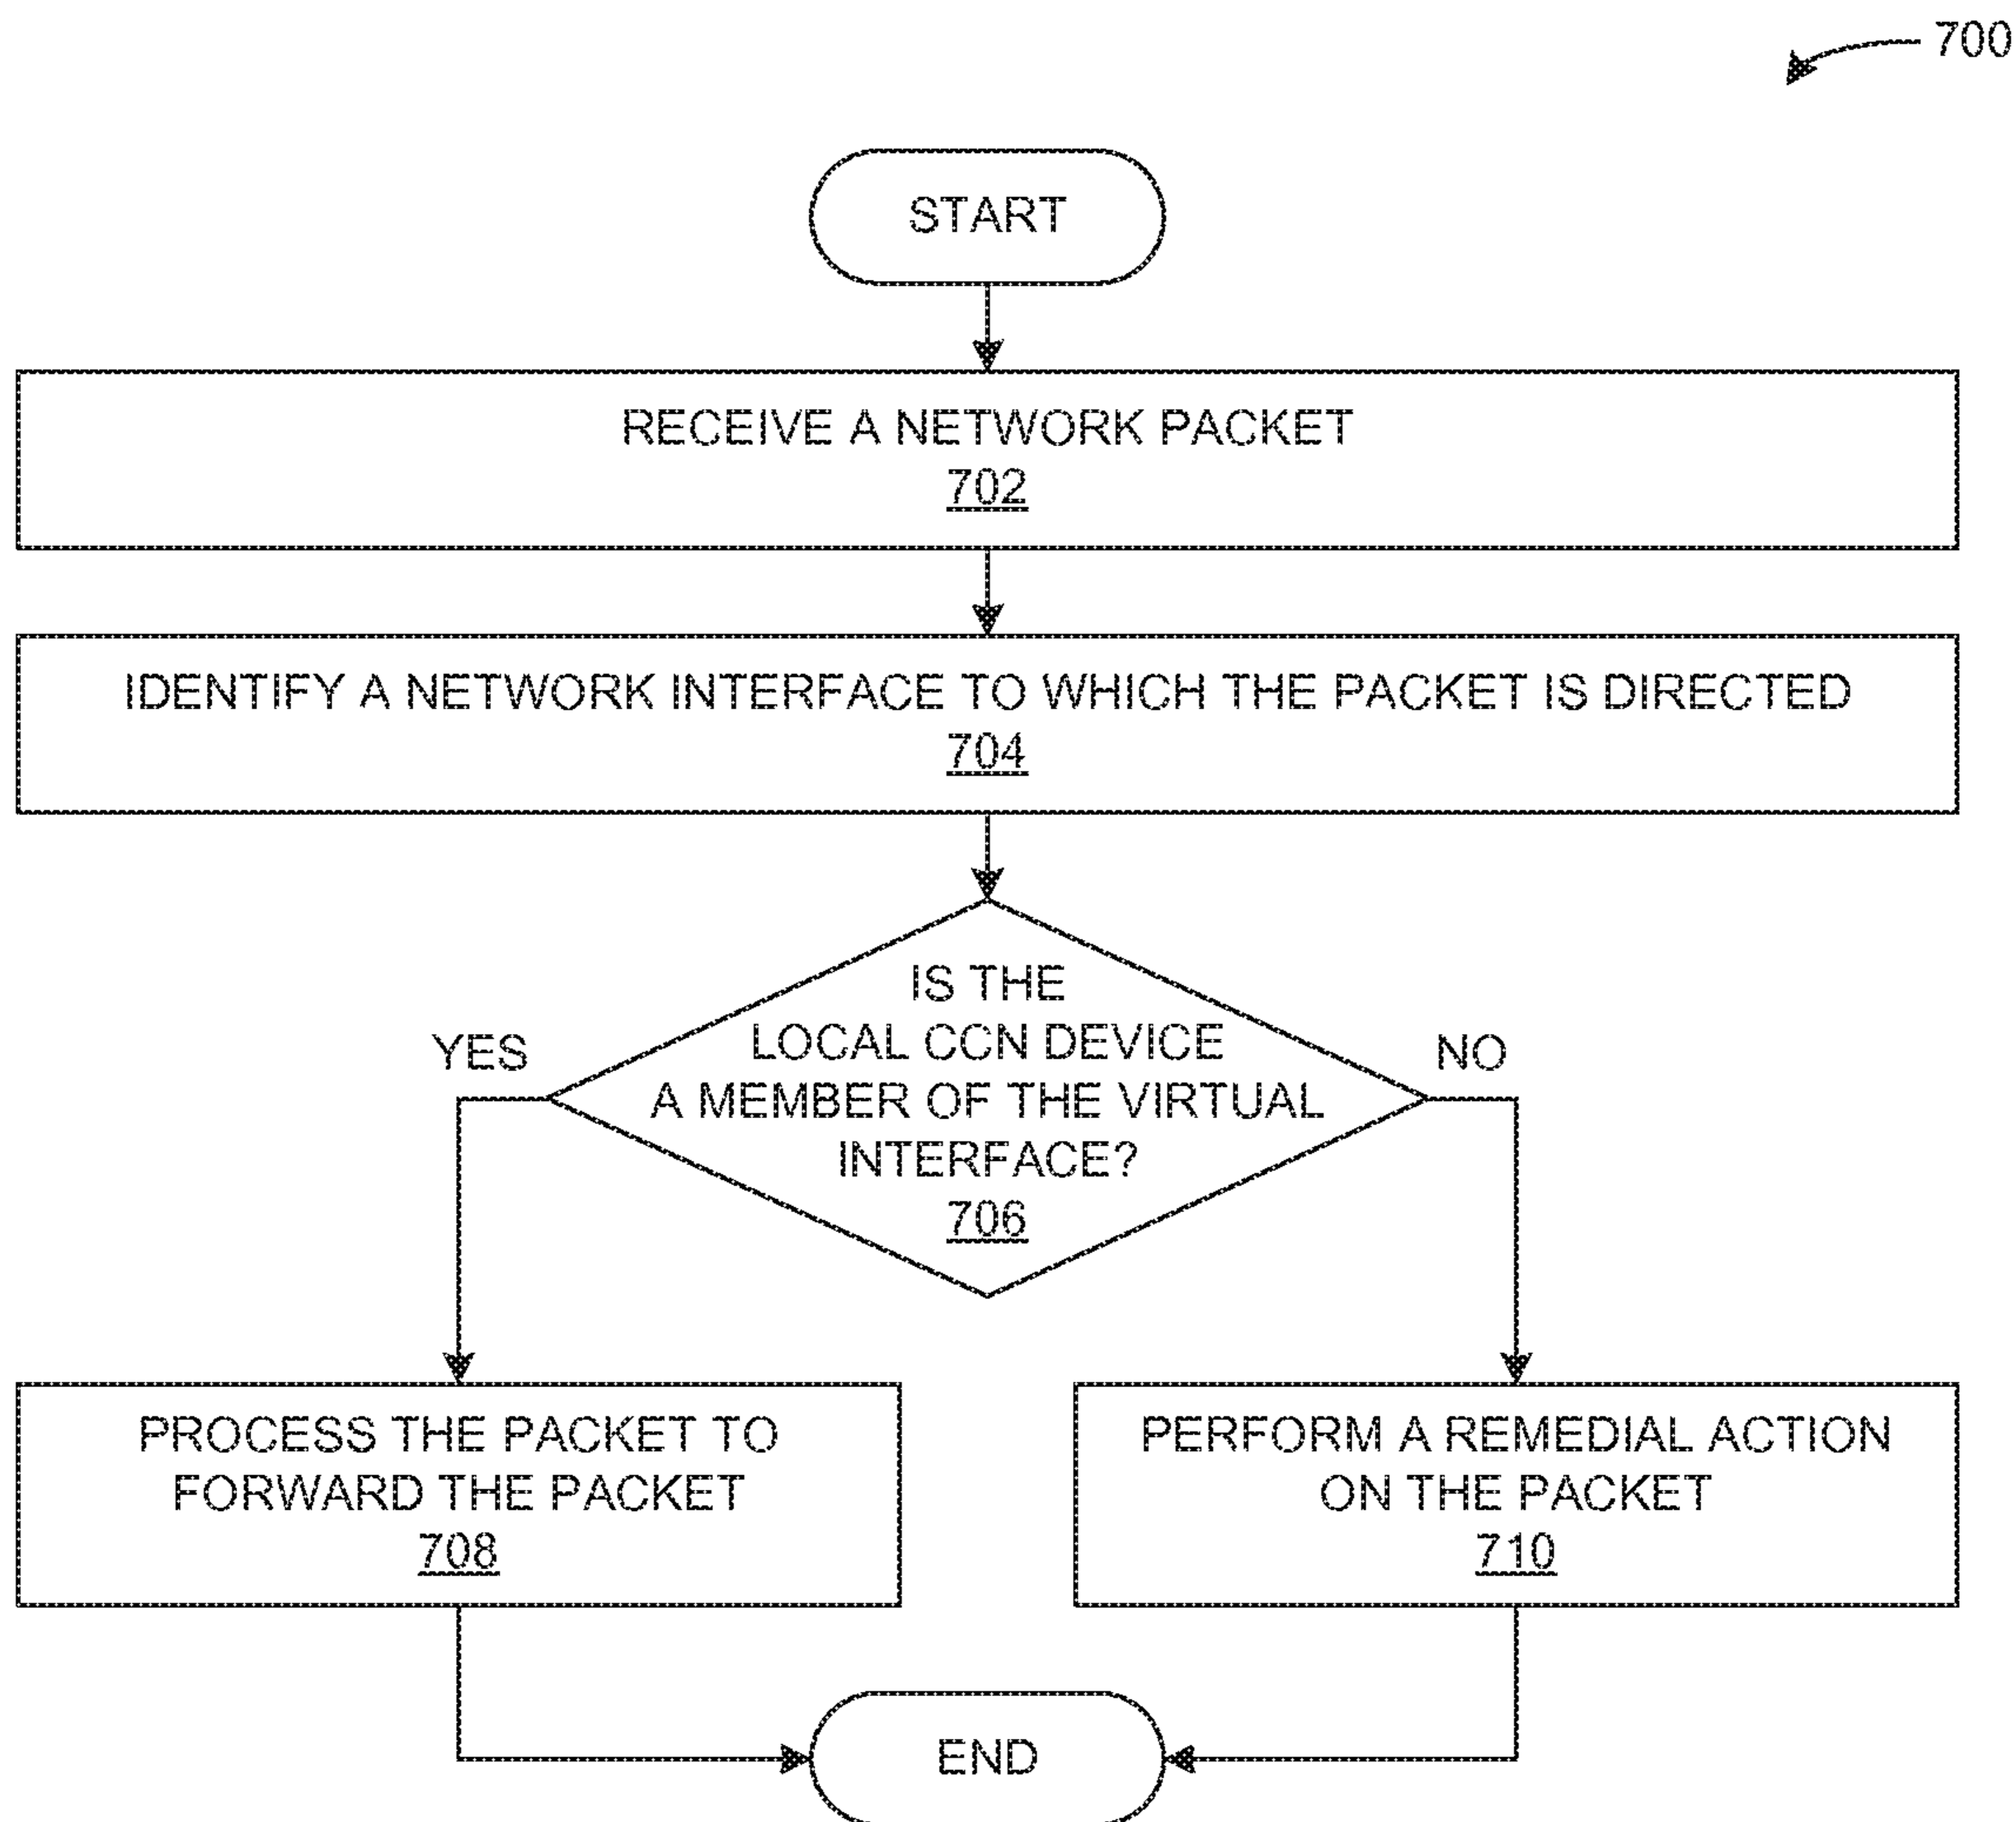 700
START
RECEIVE A NETWORK PACKET
702
IDENTIFY A NETWORK INTERFACE TO WHICH THE PACKET IS DIRECTED
704
IS THE
LOCAL CCN DEVICE
A MEMBER OF THE VIRTUAL
INTERFACE?
706
YES
NO
PROCESS THE PACKET TO
FORWARD THE PACKET
708
PERFORM A REMEDIAL ACTION
ON THE PACKET
710
END